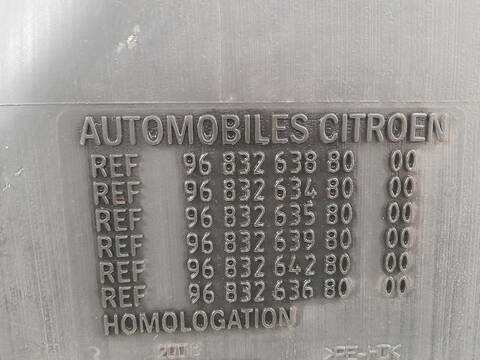 AUTOMOBILES CITROEN
REF 96 832 638 80 00
REF 96 832 634 80 00
REF 96 832 635 80 00
REF 96 832 639 80 00
REF 96 832 642 80 00
REF 96 832 636 80 00
HOMOLOGATION